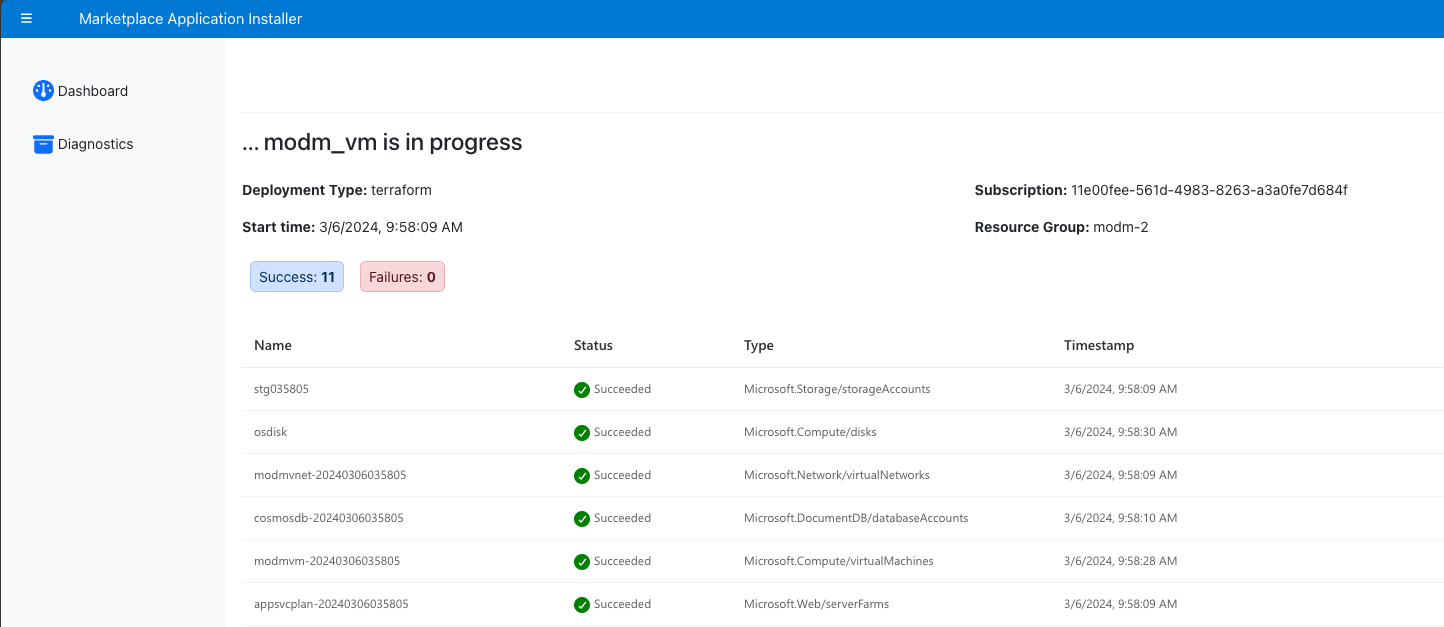 Marketplace Application Installer
Dashboard
Diagnostics
... modm_vm is in progress
Deployment Type: terraform
Subscription: 11e00fee-561d-4983-8263-a3a0fe7d684f
Start time: 3/6/2024, 9:58:09 AM
Resource Group: modm-2
Success: 11 Failures: 0
Name Status Type Timestamp
stg035805 Succeeded Microsoft.Storage/storageAccounts 3/6/2024, 9:58:09 AM
osdisk Succeeded Microsoft.Compute/disks 3/6/2024, 9:58:30 AM
modmvnet-20240306035805 Succeeded Microsoft.Network/virtualNetworks 3/6/2024, 9:58:09 AM
cosmosdb-20240306035805 Succeeded Microsoft.DocumentDB/databaseAccounts 3/6/2024, 9:58:10 AM
modmvm-20240306035805 Succeeded Microsoft.Compute/virtualMachines 3/6/2024, 9:58:28 AM
appsvcplan-20240306035805 Succeeded Microsoft.Web/serverFarms 3/6/2024, 9:58:09 AM